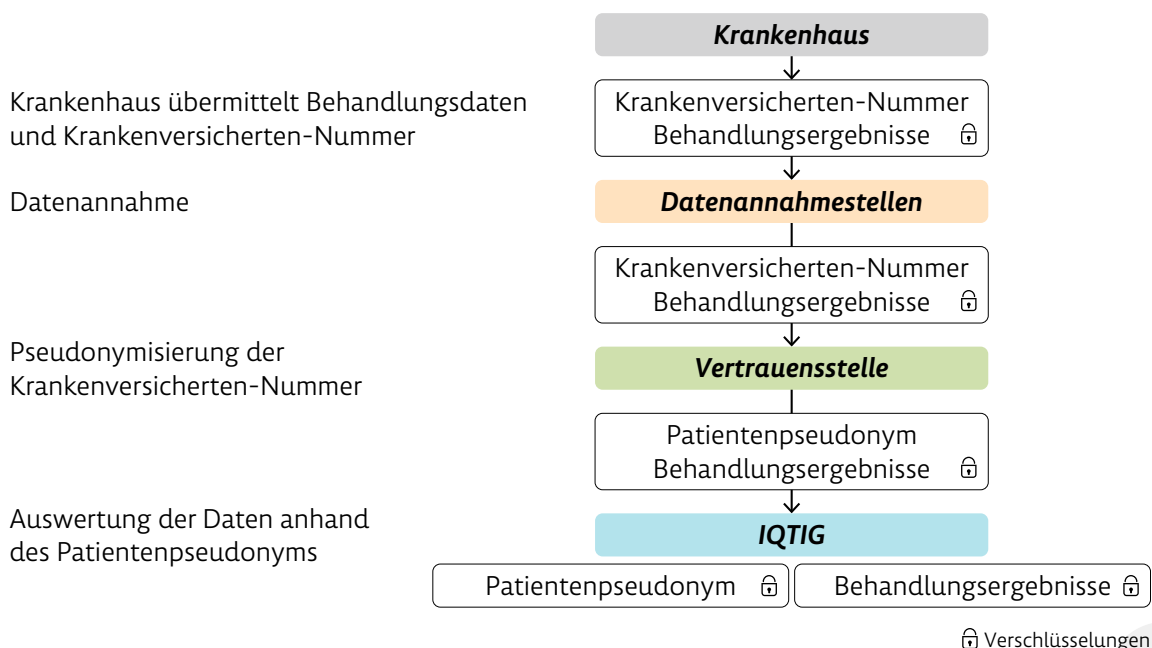 Krankenhaus
Krankenhaus übermittelt Behandlungsdaten
und Krankenversicherten-Nummer
Krankenversicherten-Nummer
Behandlungsergebnisse
Datenannahme
Datenannahmestellen
Krankenversicherten-Nummer
Behandlungsergebnisse
Pseudonymisierung der
Krankenversicherten-Nummer
Vertrauensstelle
Patientenpseudonym
Behandlungsergebnisse
Auswertung der Daten anhand
des Patientenpseudonyms
IQTIG
Patientenpseudonym
Behandlungsergebnisse
Verschlüsselungen